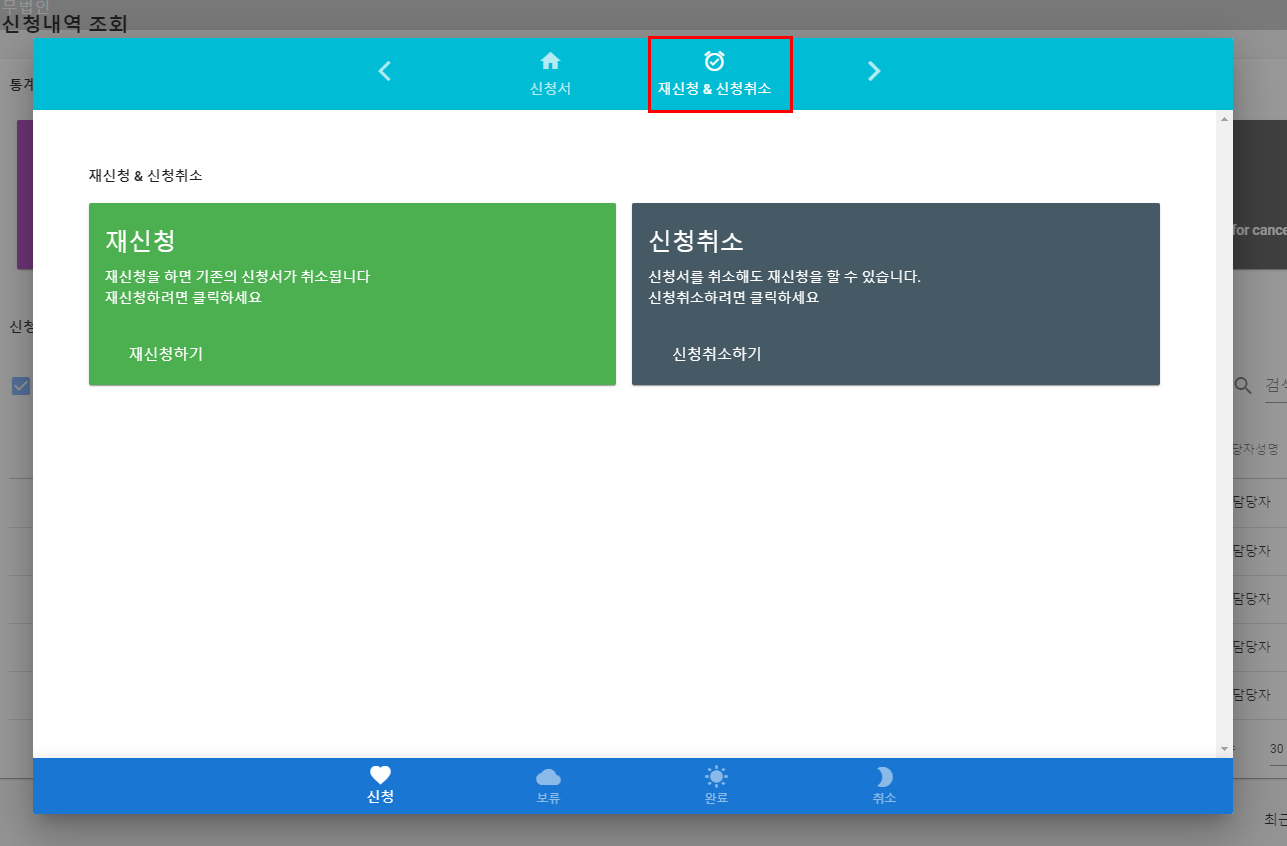 무법인
신청내역 조회
신청서
재신청 & 신청취소
통계
재신청 & 신청취소
재신청
재신청을 하면 기존의 신청서가 취소됩니다
재신청하려면 클릭하세요
재신청하기
신청취소
신청서를 취소해도 재신청을 할 수 있습니다.
신청취소하려면 클릭하세요
신청취소하기
for cance
신청
검색
당자성명
담당자
담당자
담당자
담당자
담당자
30
신청
보류
완료
취소
최근